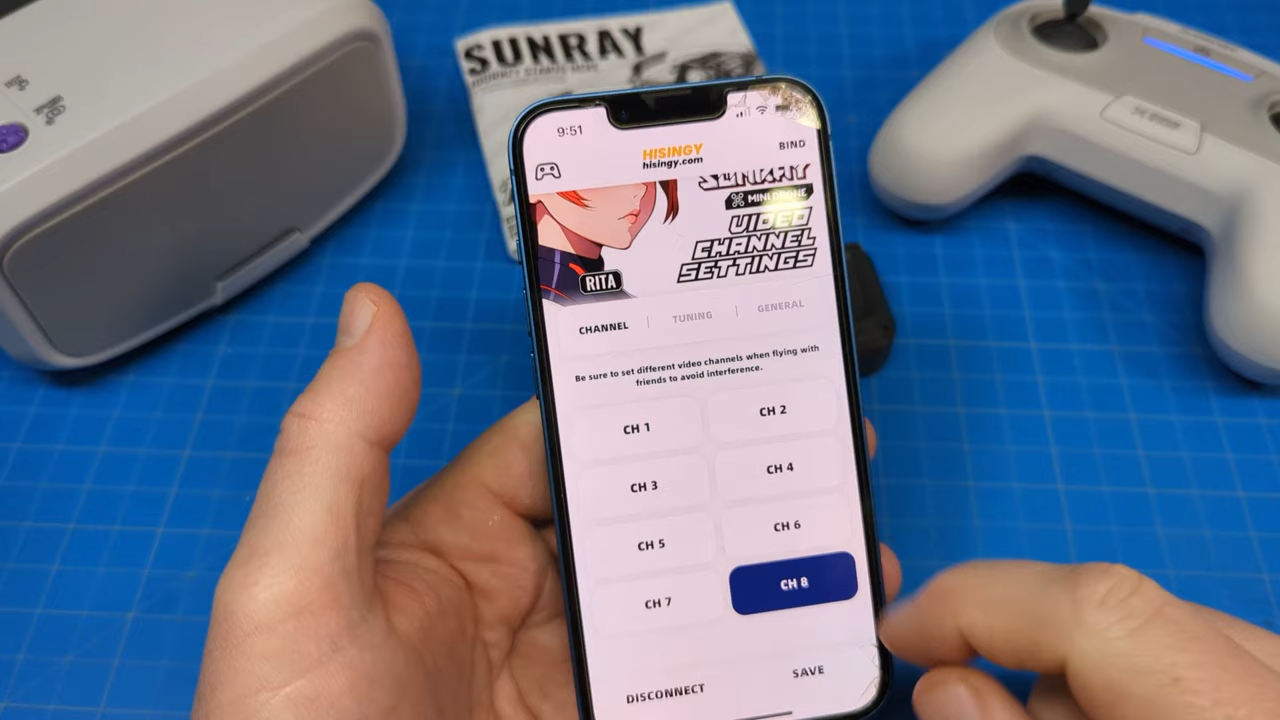 SUNRAY
9:51
HISINGY
hisingy.com
BIND
SUNRAY
MINI DRONE
VIDEO
CHANNEL
SETTINGS
RITA
CHANNEL
TUNING
GENERAL
Be sure to set different video channels when flying with
friends to avoid interference.
CH 1
CH 2
CH 3
CH 4
CH 5
CH 6
CH 7
CH 8
DISCONNECT
SAVE